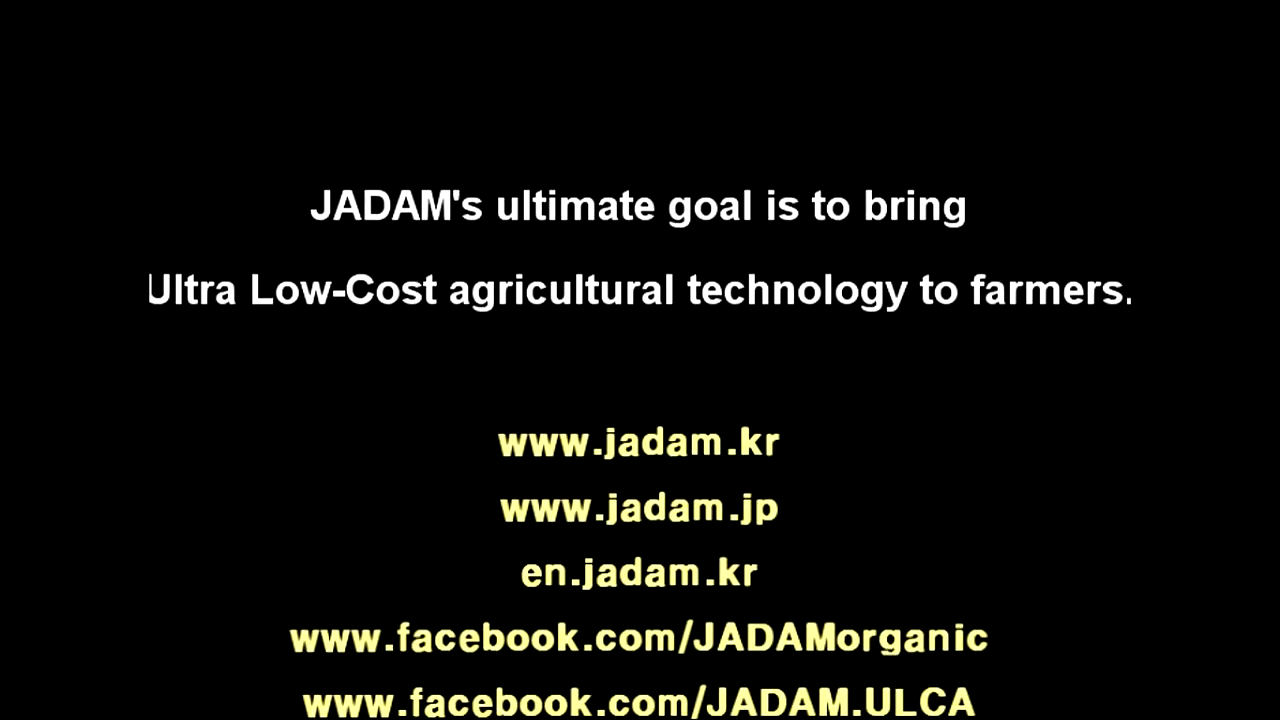 JADAM's ultimate goal is to bring
Ultra Low-Cost agricultural technology to farmers.
www.jadam.kr
www.jadam.jp
en.jadam.kr
www.facebook.com/JADAMorganic
www.facebook.com/JADAM.ULCA